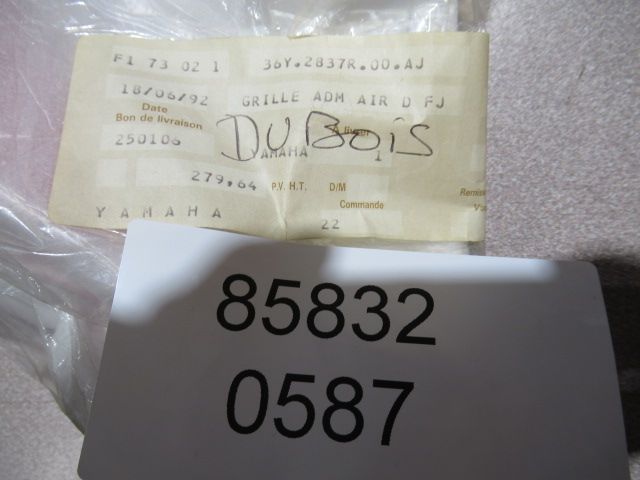 F1 73 02 1 36Y.2837R.00.AJ
18/06/92 GRILLE ADM AIR D FJ
Date
Bon de livraison
DUBOIS
250106 YAMAHA 1
279,64 P.V. H.T. D/M
Commande
YAMAHA 22
85832
0587